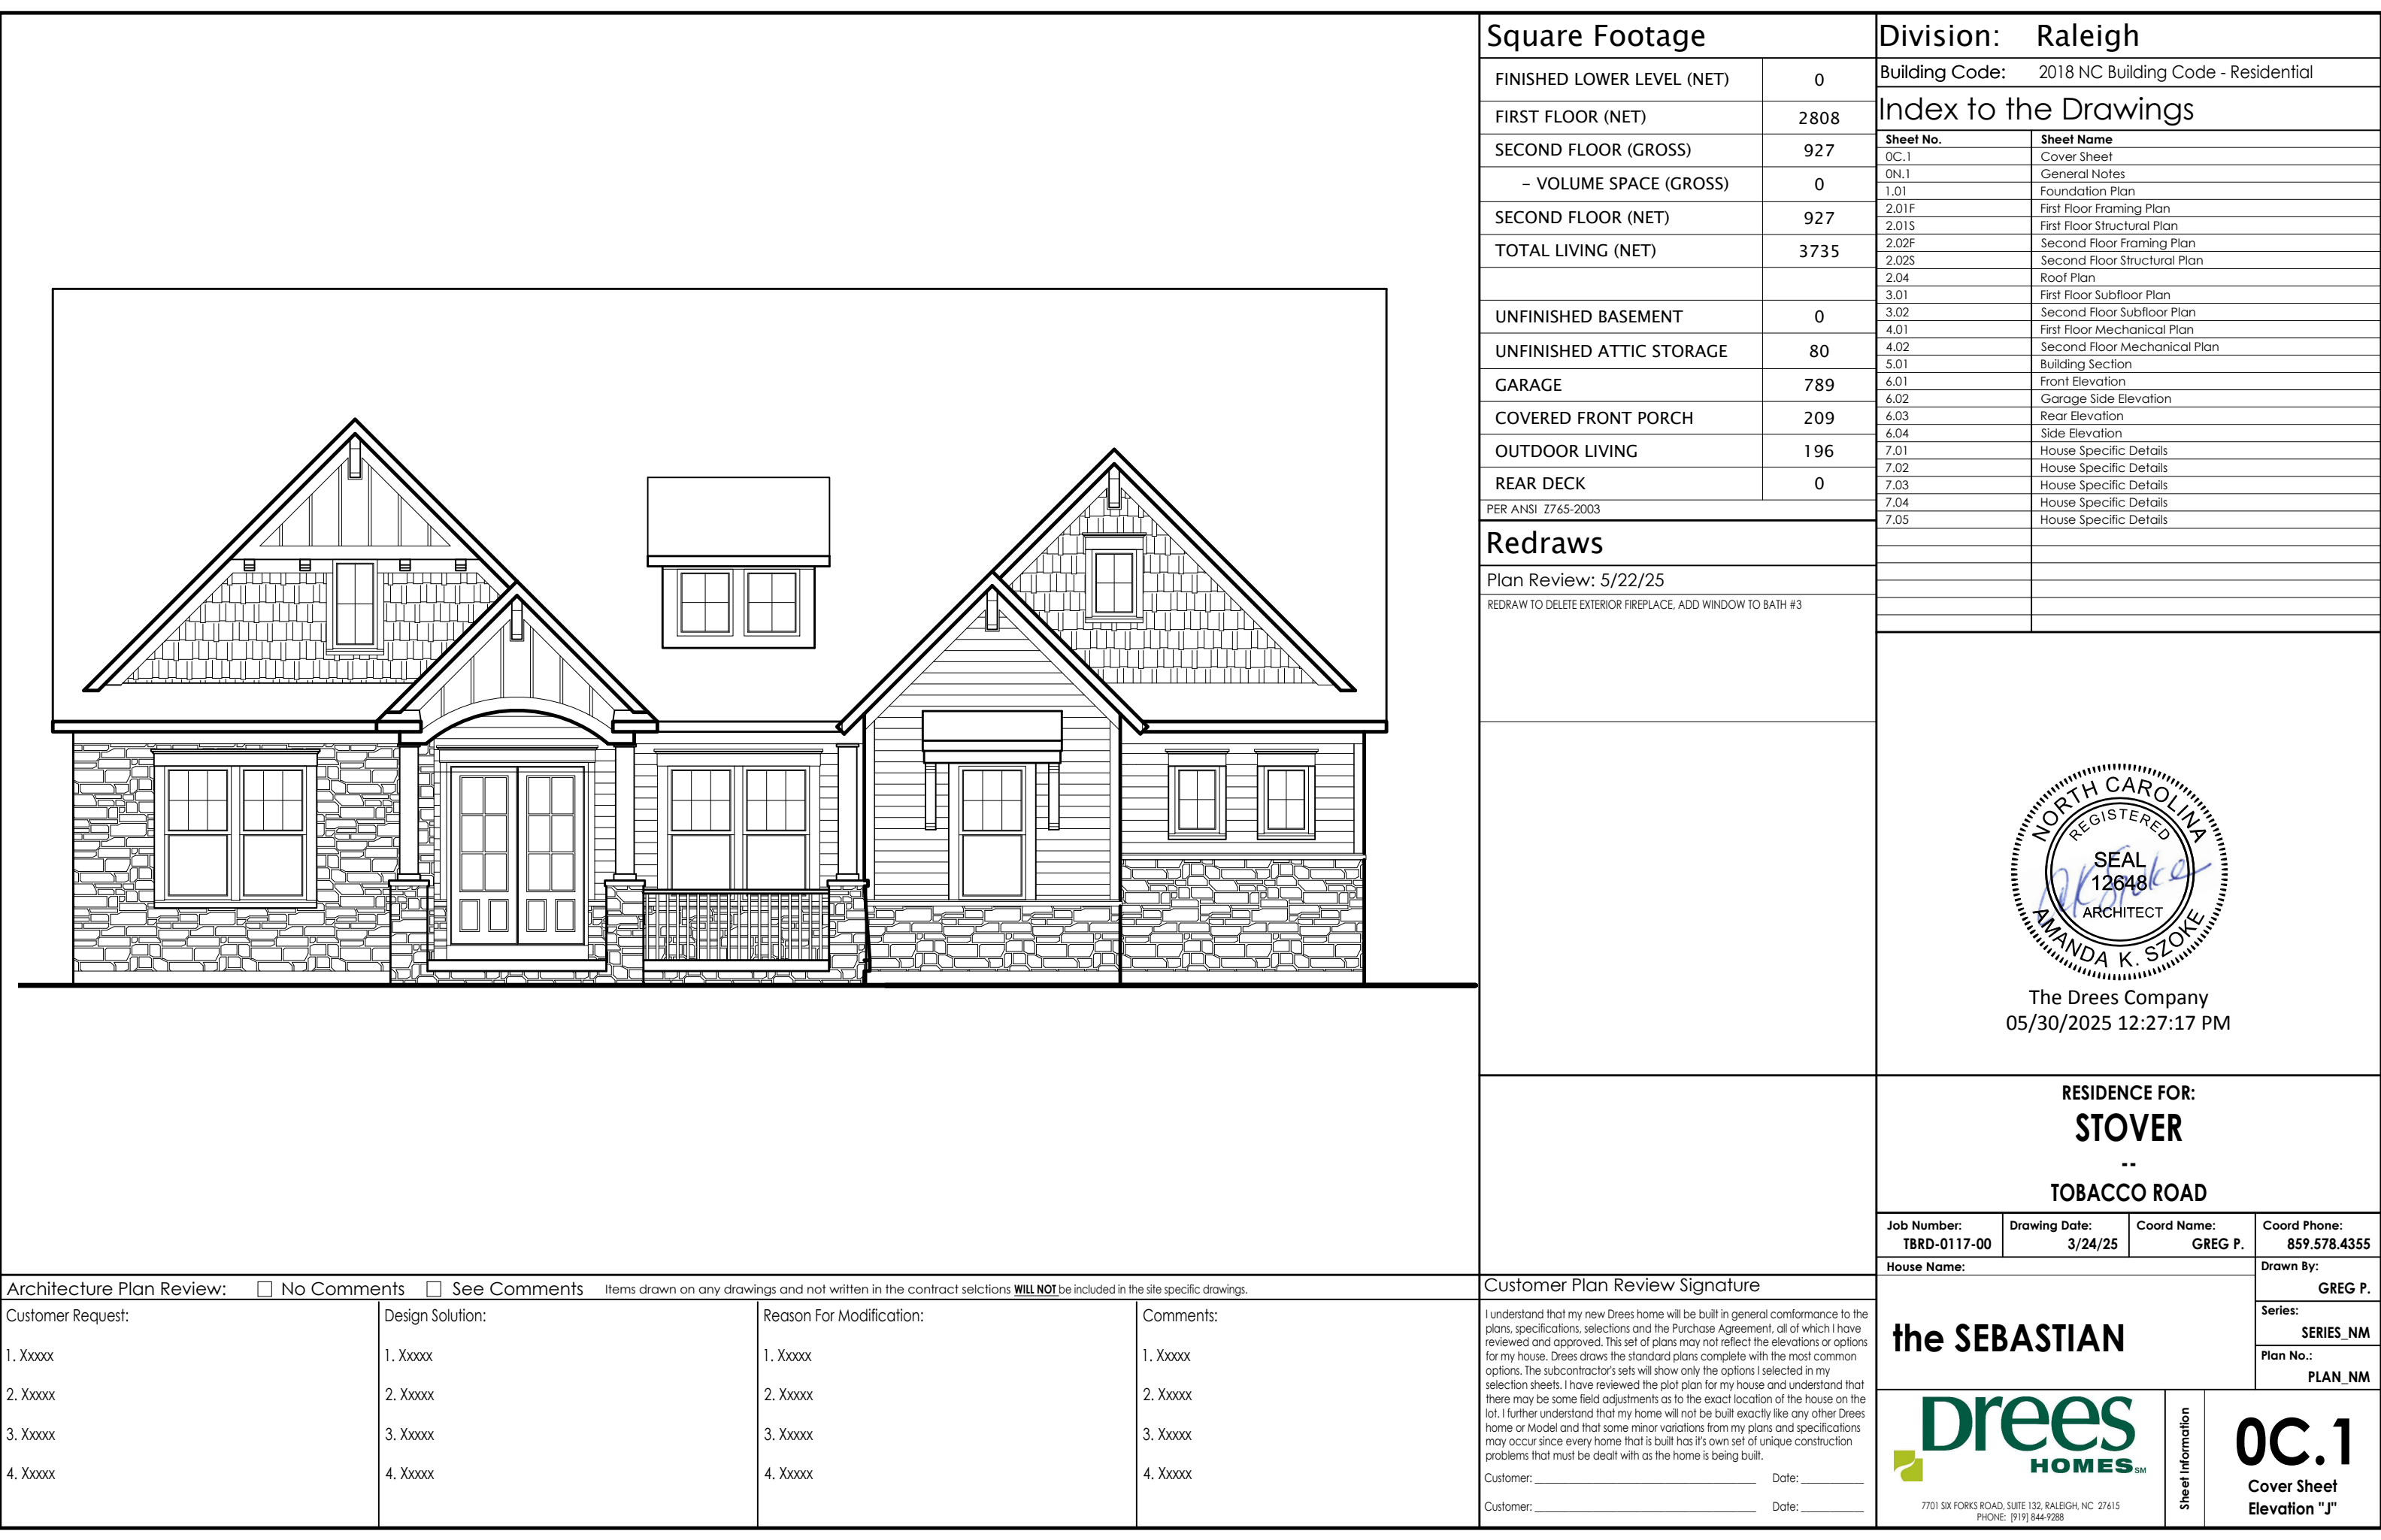 Square Footage
FINISHED LOWER LEVEL (NET) 0
FIRST FLOOR (NET) 2808
SECOND FLOOR (GROSS) 927
- VOLUME SPACE (GROSS) 0
SECOND FLOOR (NET) 927
TOTAL LIVING (NET) 3735
UNFINISHED BASEMENT 0
UNFINISHED ATTIC STORAGE 80
GARAGE 789
COVERED FRONT PORCH 209
OUTDOOR LIVING 196
REAR DECK 0
PER ANSI Z765-2003
Redraws
Plan Review: 5/22/25
REDRAW TO DELETE EXTERIOR FIREPLACE, ADD WINDOW TO BATH #3
Division: Raleigh
Building Code: 2018 NC Building Code - Residential
Index to the Drawings
Sheet No. Sheet Name
0C.1 Cover Sheet
0N.1 General Notes
1.01 Foundation Plan
2.01F First Floor Framing Plan
2.01S First Floor Structural Plan
2.02F Second Floor Framing Plan
2.02S Second Floor Structural Plan
2.04 Roof Plan
3.01 First Floor Subfloor Plan
3.02 Second Floor Subfloor Plan
4.01 First Floor Mechanical Plan
4.02 Second Floor Mechanical Plan
5.01 Building Section
6.01 Front Elevation
6.02 Garage Side Elevation
6.03 Rear Elevation
6.04 Side Elevation
7.01 House Specific Details
7.02 House Specific Details
7.03 House Specific Details
7.04 House Specific Details
7.05 House Specific Details
NORTH CAROLINA
REGISTERED
SEAL
12648
ARCHITECT
AMANDA K. SZOKE
The Drees Company
05/30/2025 12:27:17 PM
RESIDENCE FOR:
STOVER
--
TOBACCO ROAD
Job Number: Drawing Date: Coord Name: Coord Phone:
TBRD-0117-00 3/24/25 GREG P. 859.578.4355
House Name:
the SEBASTIAN
Drawn By:
GREG P.
Series:
SERIES_NM
Plan No.:
PLAN_NM
Drees
HOMES SM
7701 SIX FORKS ROAD, SUITE 132, RALEIGH, NC 27615
PHONE: (919) 844-9288
Sheet Information
0C.1
Cover Sheet
Elevation "J"
Architecture Plan Review: No Comments See Comments Items drawn on any drawings and not written in the contract selctions WILL NOT be included in the site specific drawings.
Customer Request: Design Solution: Reason For Modification: Comments:
1. Xxxxx 1. Xxxxx 1. Xxxxx 1. Xxxxx
2. Xxxxx 2. Xxxxx 2. Xxxxx 2. Xxxxx
3. Xxxxx 3. Xxxxx 3. Xxxxx 3. Xxxxx
4. Xxxxx 4. Xxxxx 4. Xxxxx 4. Xxxxx
Customer Plan Review Signature
I understand that my new Drees home will be built in general comformance to the
plans, specifications, selections and the Purchase Agreement, all of which I have
reviewed and approved. This set of plans may not reflect the elevations or options
for my house. Drees draws the standard plans complete with the most common
options. The subcontractor's sets will show only the options I selected in my
selection sheets. I have reviewed the plot plan for my house and understand that
there may be some field adjustments as to the exact location of the house on the
lot. I further understand that my home will not be built exactly like any other Drees
home or Model and that some minor variations from my plans and specifications
may occur since every home that is built has it's own set of unique construction
problems that must be dealt with as the home is being built.
Customer: Date:
Customer: Date: